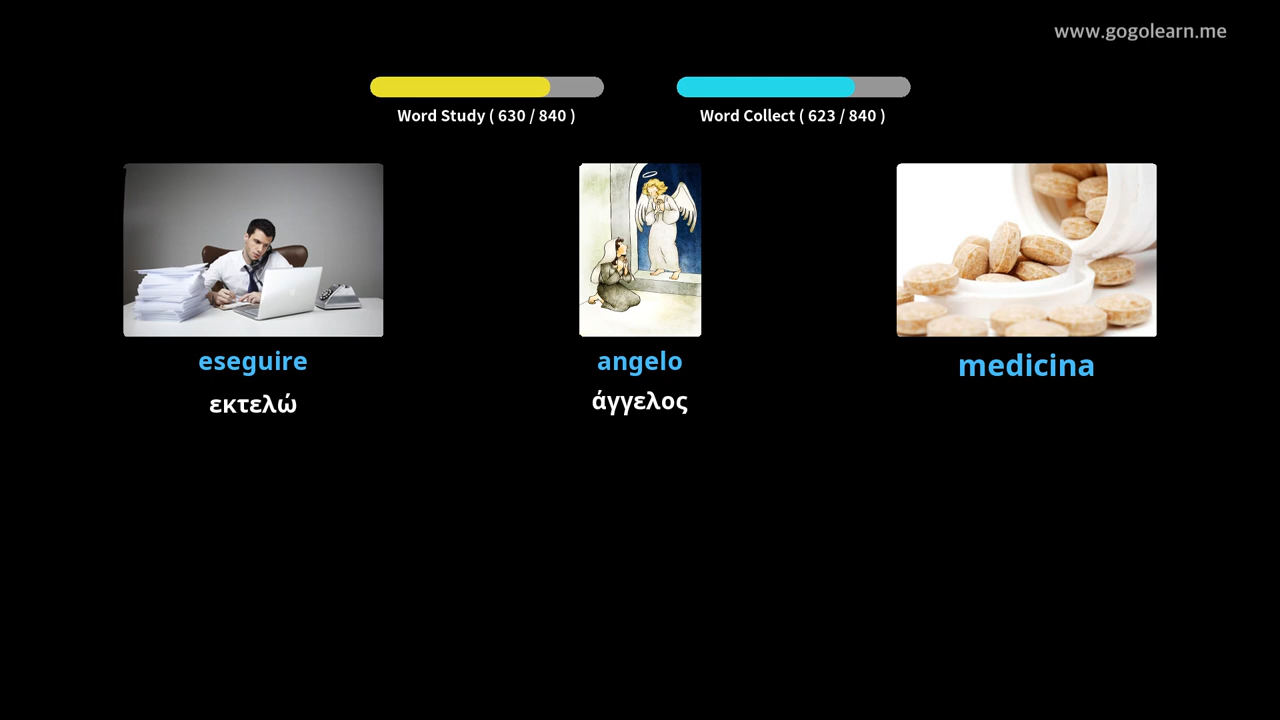 www.gogolearn.me
Word Study ( 630 / 840 )
Word Collect ( 623 / 840 )
eseguire
angelo
medicina
εκτελώ
άγγελος